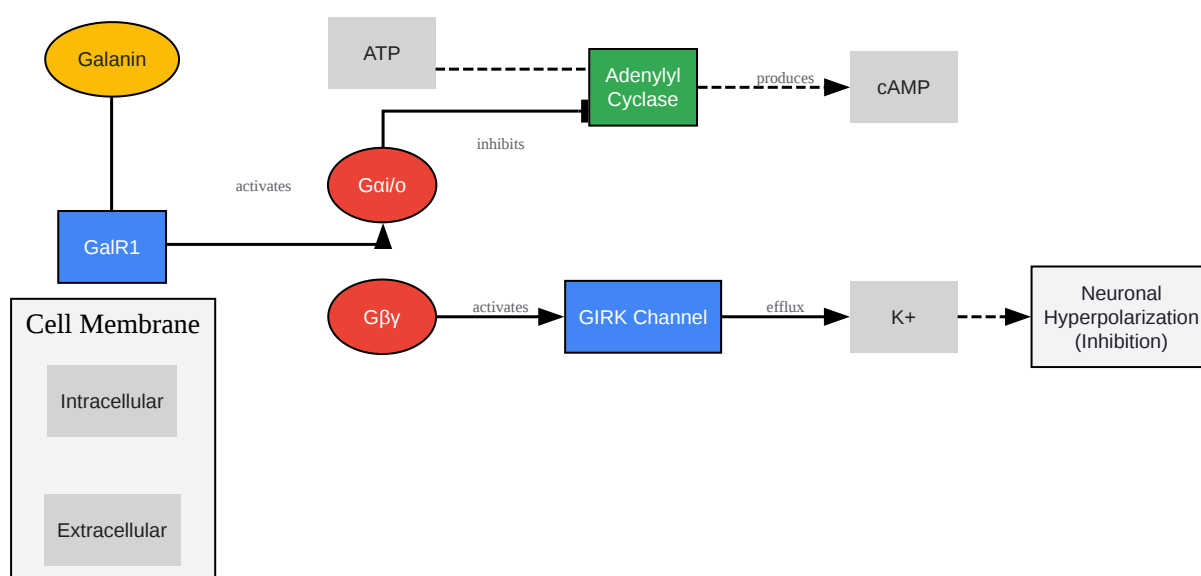 Galanin
ATP
Adenylyl
Cyclase
produces
cAMP
inhibits
activates
Gαi/o
GalR1
Gβγ
activates
GIRK Channel
efflux
K+
Neuronal
Hyperpolarization
(Inhibition)
Cell Membrane
Intracellular
Extracellular